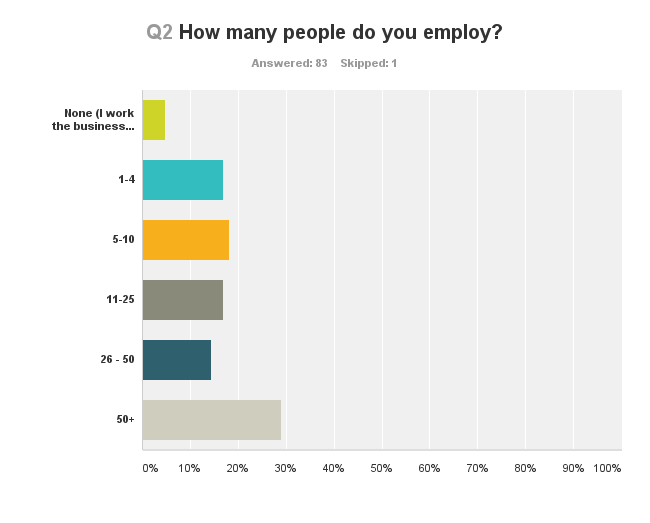 Q2 How many people do you employ?
Answered: 83 Skipped: 1
None (I work
the business...
1-4
5-10
11-25
26 - 50
50+
0% 10% 20% 30% 40% 50% 60% 70% 80% 90% 100%